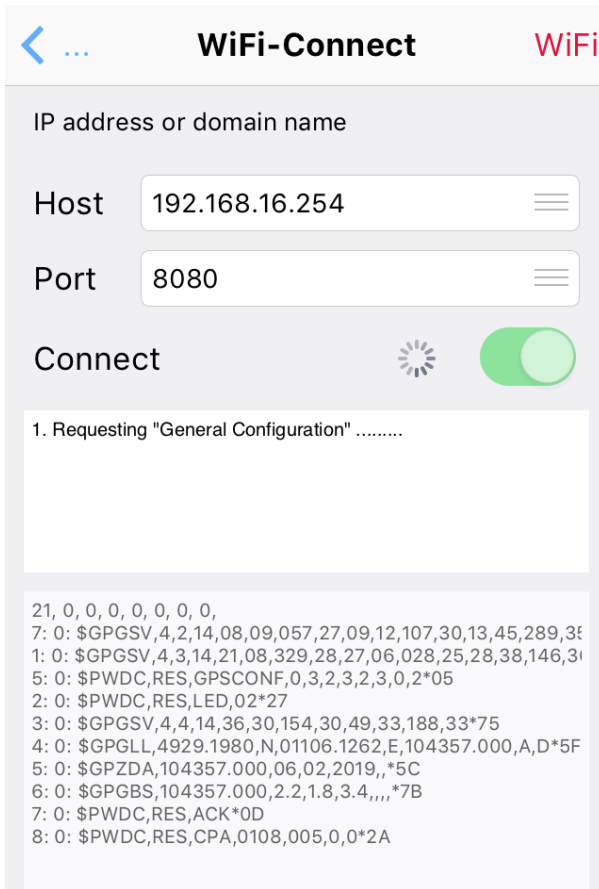 ... WiFi-Connect WiFi
IP address or domain name
Host 192.168.16.254
Port 8080
Connect
1. Requesting "General Configuration" .........
21, 0, 0, 0, 0, 0, 0, 0,
7: 0: $GPGSV,4,2,14,08,09,057,27,09,12,107,30,13,45,289,35
1: 0: $GPGSV,4,3,14,21,08,329,28,27,06,028,25,28,38,146,30
5: 0: $PWDC,RES,GPSCONF,0,3,2,3,2,3,0,2*05
2: 0: $PWDC,RES,LED,02*27
3: 0: $GPGSV,4,4,14,36,30,154,30,49,33,188,33*75
4: 0: $GPGLL,4929.1980,N,01106.1262,E,104357.000,A,D*5F
5: 0: $GPZDA,104357.000,06,02,2019,,*5C
6: 0: $GPGBS,104357.000,2.2,1.8,3.4,,,,*7B
7: 0: $PWDC,RES,ACK*0D
8: 0: $PWDC,RES,CPA,0108,005,0,0*2A